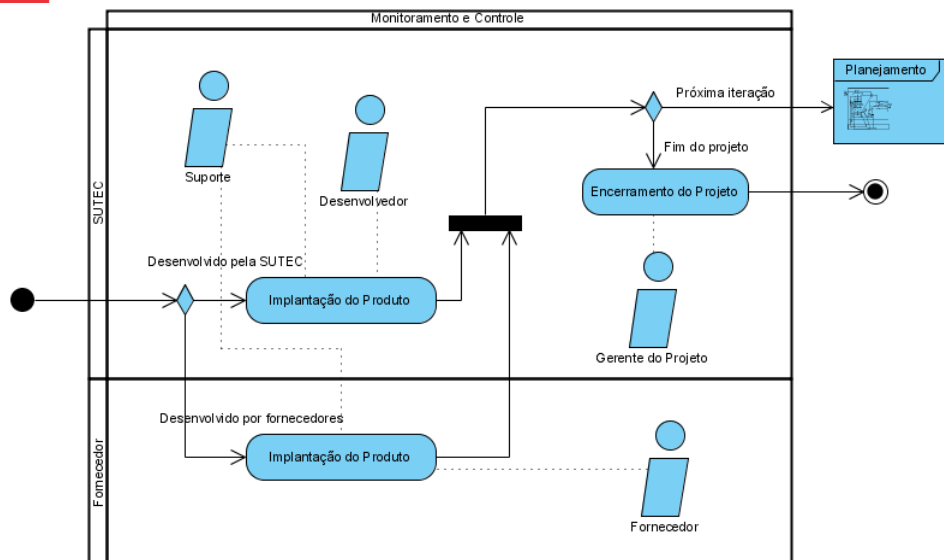 Monitoramento e Controle
Planejamento
Próxima iteração
Fim do projeto
Suporte
Desenvolvedor
Encerramento do Projeto
SUTEC
Desenvolvido pela SUTEC
Implantação do Produto
Gerente do Projeto
Desenvolvido por fornecedores
Implantação do Produto
Fornecedor
Fornecedor